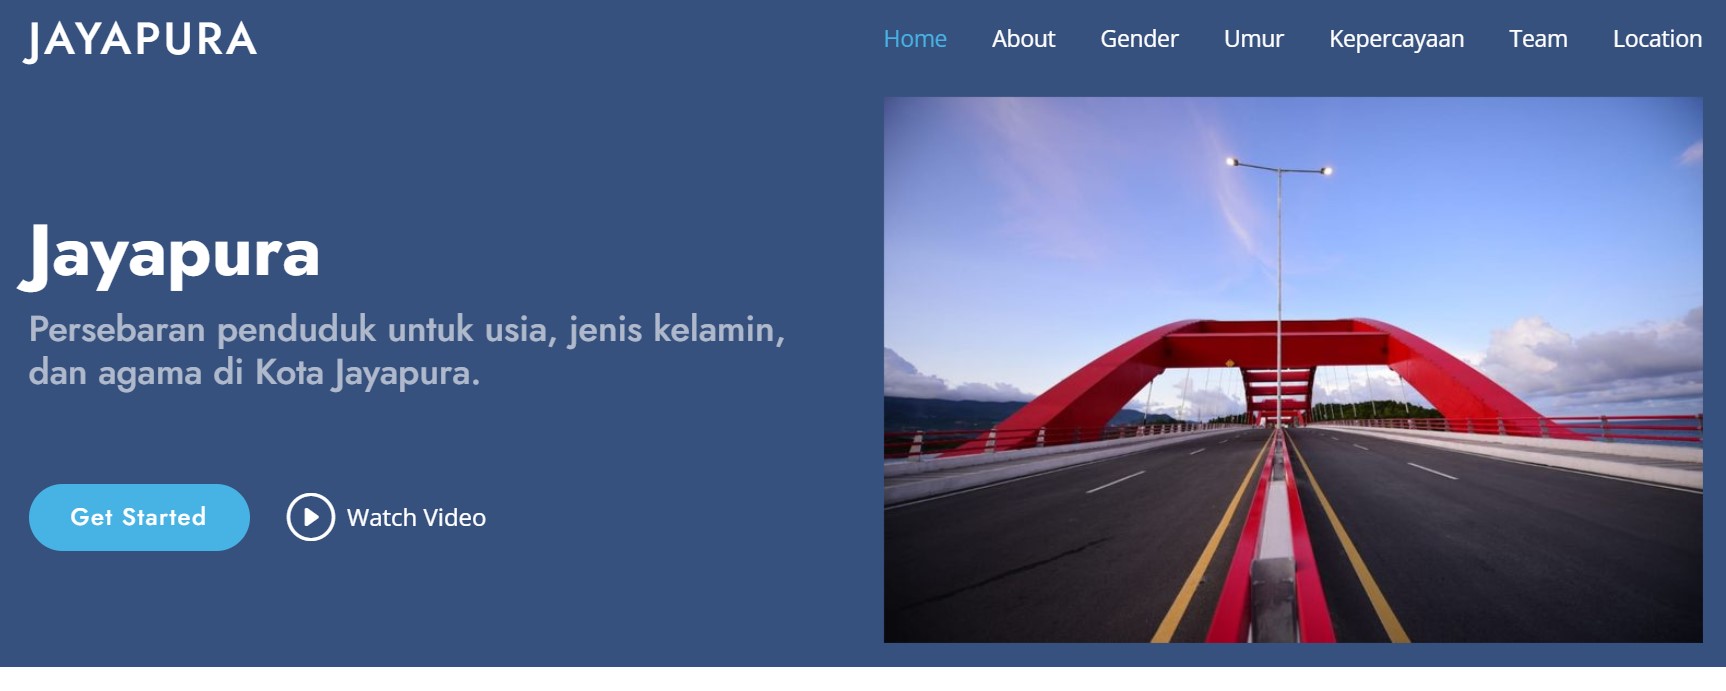 JAYAPURA
Home About Gender Umur Kepercayaan Team Location
Jayapura
Persebaran penduduk untuk usia, jenis kelamin,
dan agama di Kota Jayapura.
Get Started Watch Video